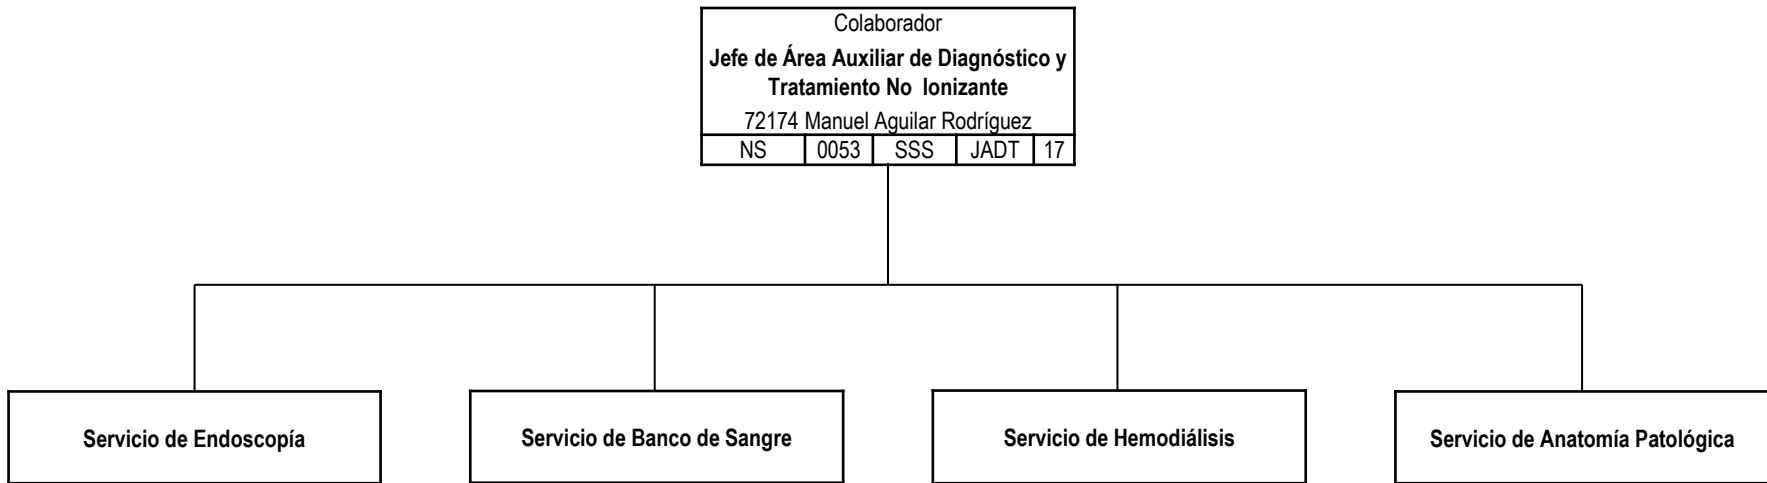 Colaborador
Jefe de Área Auxiliar de Diagnóstico y
Tratamiento No Ionizante
72174 Manuel Aguilar Rodríguez
NS 0053 SSS JADT 17
Servicio de Endoscopía
Servicio de Banco de Sangre
Servicio de Hemodiálisis
Servicio de Anatomía Patológica